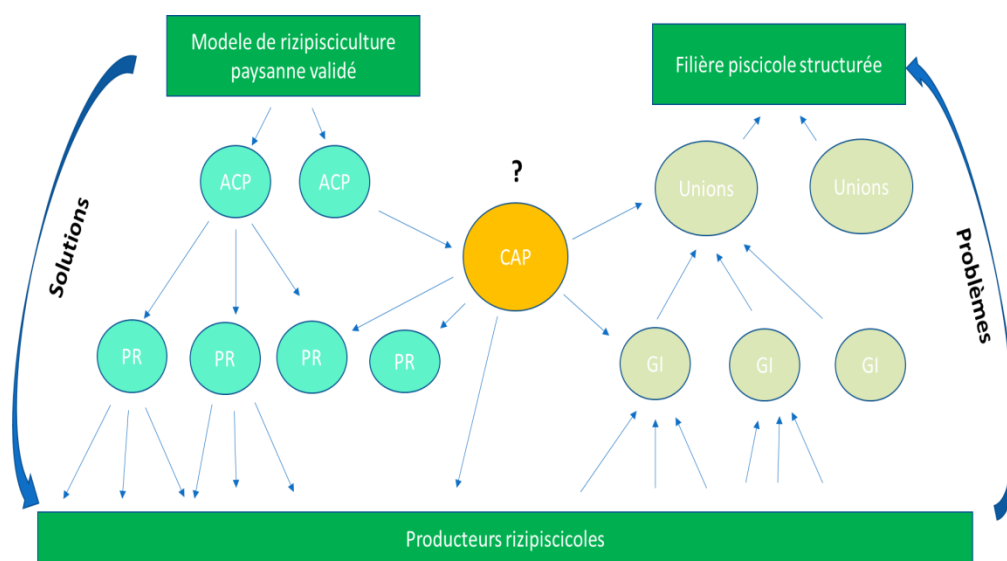 Modele de rizipisciculture
paysanne validé
Filière piscicole structurée
ACP
ACP
?
Unions
Unions
Solutions
CAP
Problèmes
PR
PR
PR
PR
GI
GI
GI
Producteurs rizipiscicoles